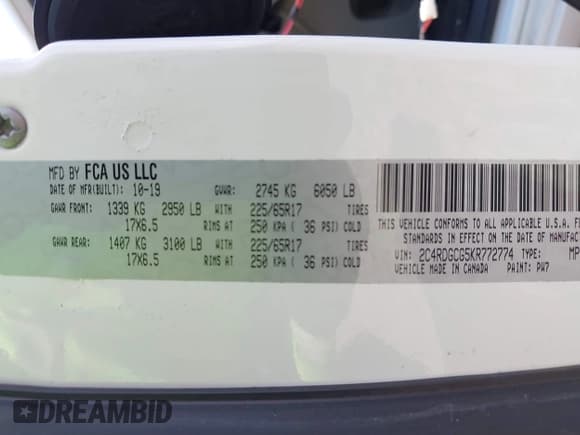 MFD BY FCA US LLC
DATE OF MFR(BUILT): 10-19 GVWR: 2745 KG 6050 LB
GAWR FRONT: 1339 KG 2950 LB WITH 225/65R17 TIRES
17X6.5 RIMS AT 250 KPA ( 36 PSI) COLD
GAWR REAR: 1407 KG 3100 LB WITH 225/65R17 TIRES
17X6.5 RIMS AT 250 KPA ( 36 PSI) COLD
THIS VEHICLE CONFORMS TO ALL APPLICABLE U.S.A.
STANDARDS IN EFFECT ON THE DATE OF
VIN: 2C4RDGCG5KR772774 TYPE: MP
VEHICLE MADE IN CANADA PAINT: PW7
DREAMBID